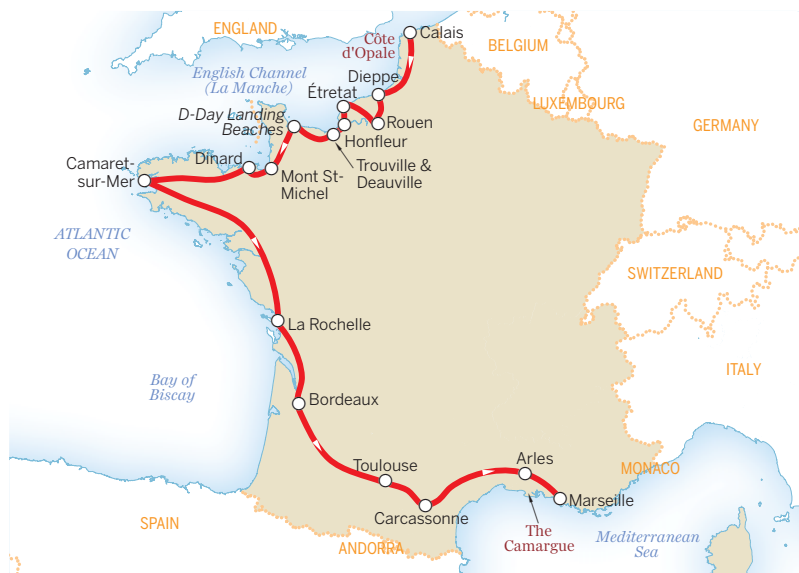 ENGLAND
Côte
d'Opale
Calais
BELGIUM
English Channel
(La Manche)
Dieppe
Étretat
LUXEMBOURG
D-Day Landing
Beaches
Rouen
GERMANY
Honfleur
Dinard
Trouville &
Deauville
Camaret-
sur-Mer
Mont St-
Michel
ATLANTIC
OCEAN
SWITZERLAND
La Rochelle
ITALY
Bay of
Biscay
Bordeaux
Toulouse
Arles
MONACO
Marseille
Carcassonne
SPAIN
The
Camargue
Mediterranean
Sea
ANDORRA